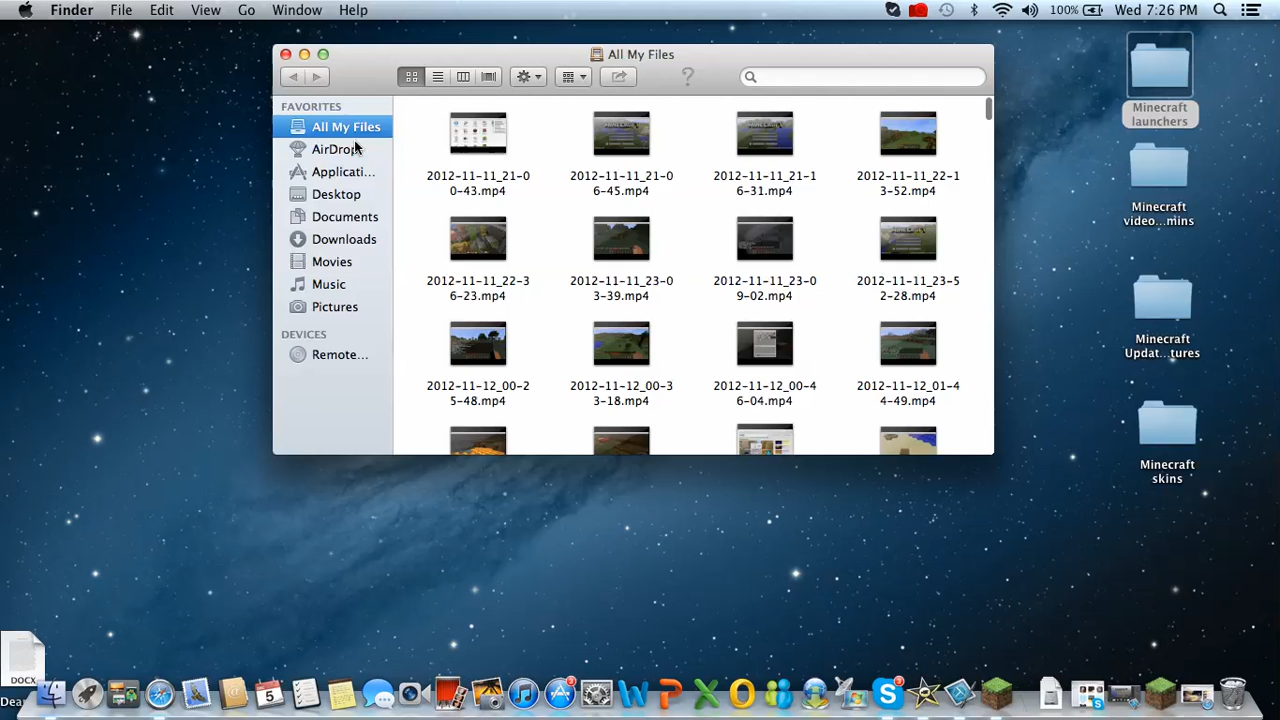 Finder File Edit View Go Window Help 100% Wed 7:26 PM
All My Files
FAVORITES
All My Files
AirDrop
Applicati...
Desktop
Documents
Downloads
Movies
Music
Pictures
DEVICES
Remote...
2012-11-11_21-0
0-43.mp4
2012-11-11_21-0
6-45.mp4
2012-11-11_21-1
6-31.mp4
2012-11-11_22-1
3-52.mp4
2012-11-11_22-3
6-23.mp4
2012-11-11_23-0
3-39.mp4
2012-11-11_23-0
9-02.mp4
2012-11-11_23-5
2-28.mp4
2012-11-12_00-2
5-48.mp4
2012-11-12_00-3
3-18.mp4
2012-11-12_00-4
6-04.mp4
2012-11-12_01-4
4-49.mp4
Minecraft
launchers
Minecraft
video...mins
Minecraft
Updat...tures
Minecraft
skins
DOCX
Dear
5
3
3